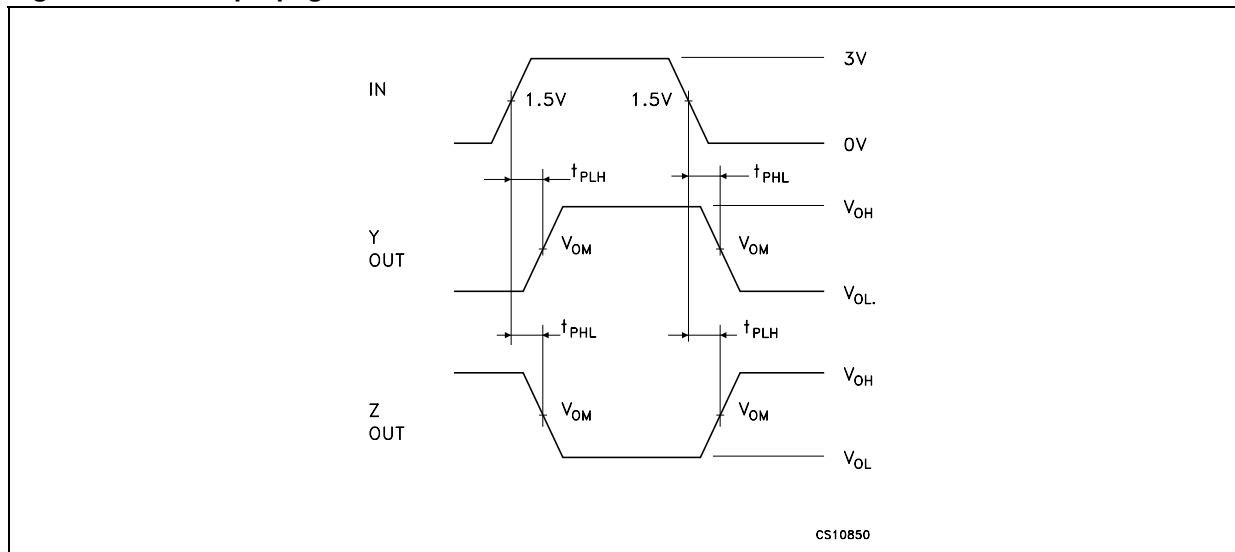 3V
IN
1.5V 1.5V
0V
tPLH tPHL
VOH
Y
OUT
VOM VOM
VOL.
tPHL tPLH
VOH
Z
OUT
VOM VOM
VOL
CS10850